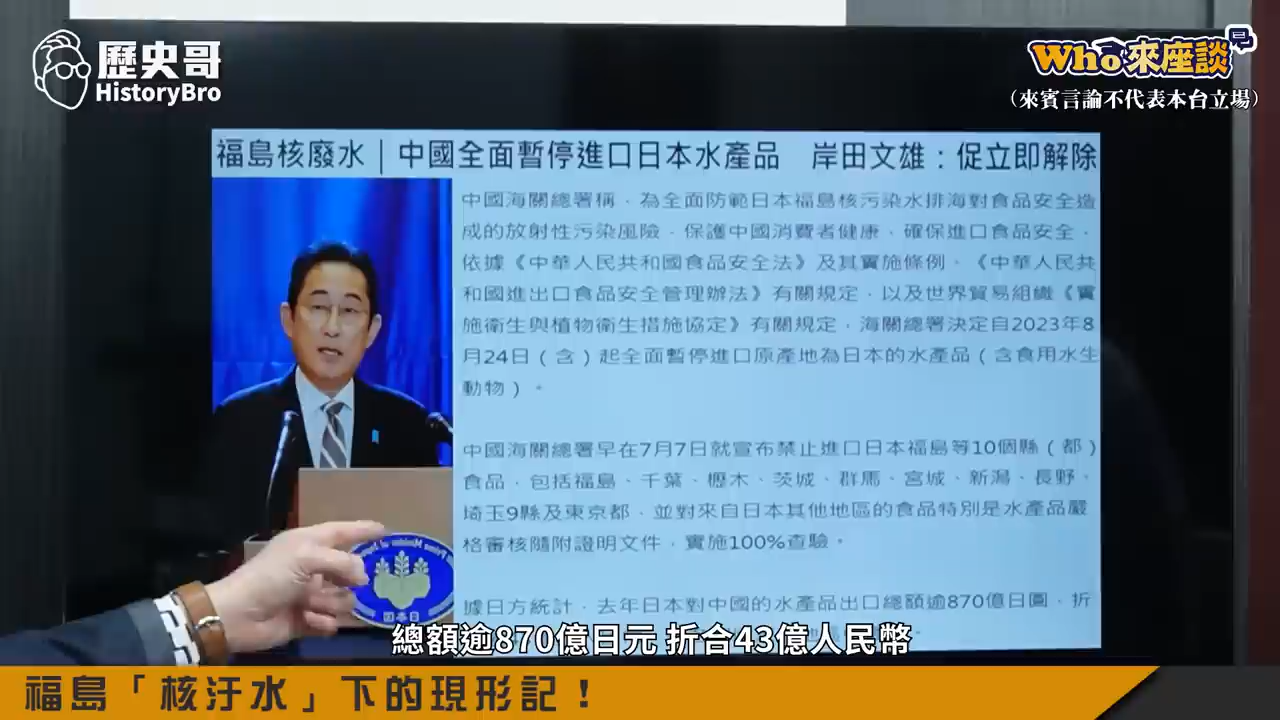 歷史哥
HistoryBro
Who來座談
（來賓言論不代表本台立場）
福島核廢水｜中國全面暫停進口日本水產品　岸田文雄：促立即解除
中國海關總署稱，為全面防範日本福島核污染水排海對食品安全造
成的放射性污染風險，保護中國消費者健康，確保進口食品安全，
依據《中華人民共和國食品安全法》及其實施條例、《中華人民共
和國進出口食品安全管理辦法》有關規定，以及世界貿易組織《實
施衛生與植物衛生措施協定》有關規定，海關總署決定自2023年8
月24日（含）起全面暫停進口原產地為日本的水產品（含食用水生
動物）。
中國海關總署早在7月7日就宣布禁止進口日本福島等10個縣（都）
食品，包括福島、千葉、櫪木、茨城、群馬、宮城、新潟、長野、
埼玉9縣及東京都，並對來自日本其他地區的食品特別是水產品嚴
格審核隨附證明文件，實施100%查驗。
據日方統計，去年日本對中國的水產品出口總額逾870億日圓，折
總額逾870億日元 折合43億人民幣
福島「核汙水」下的現形記！